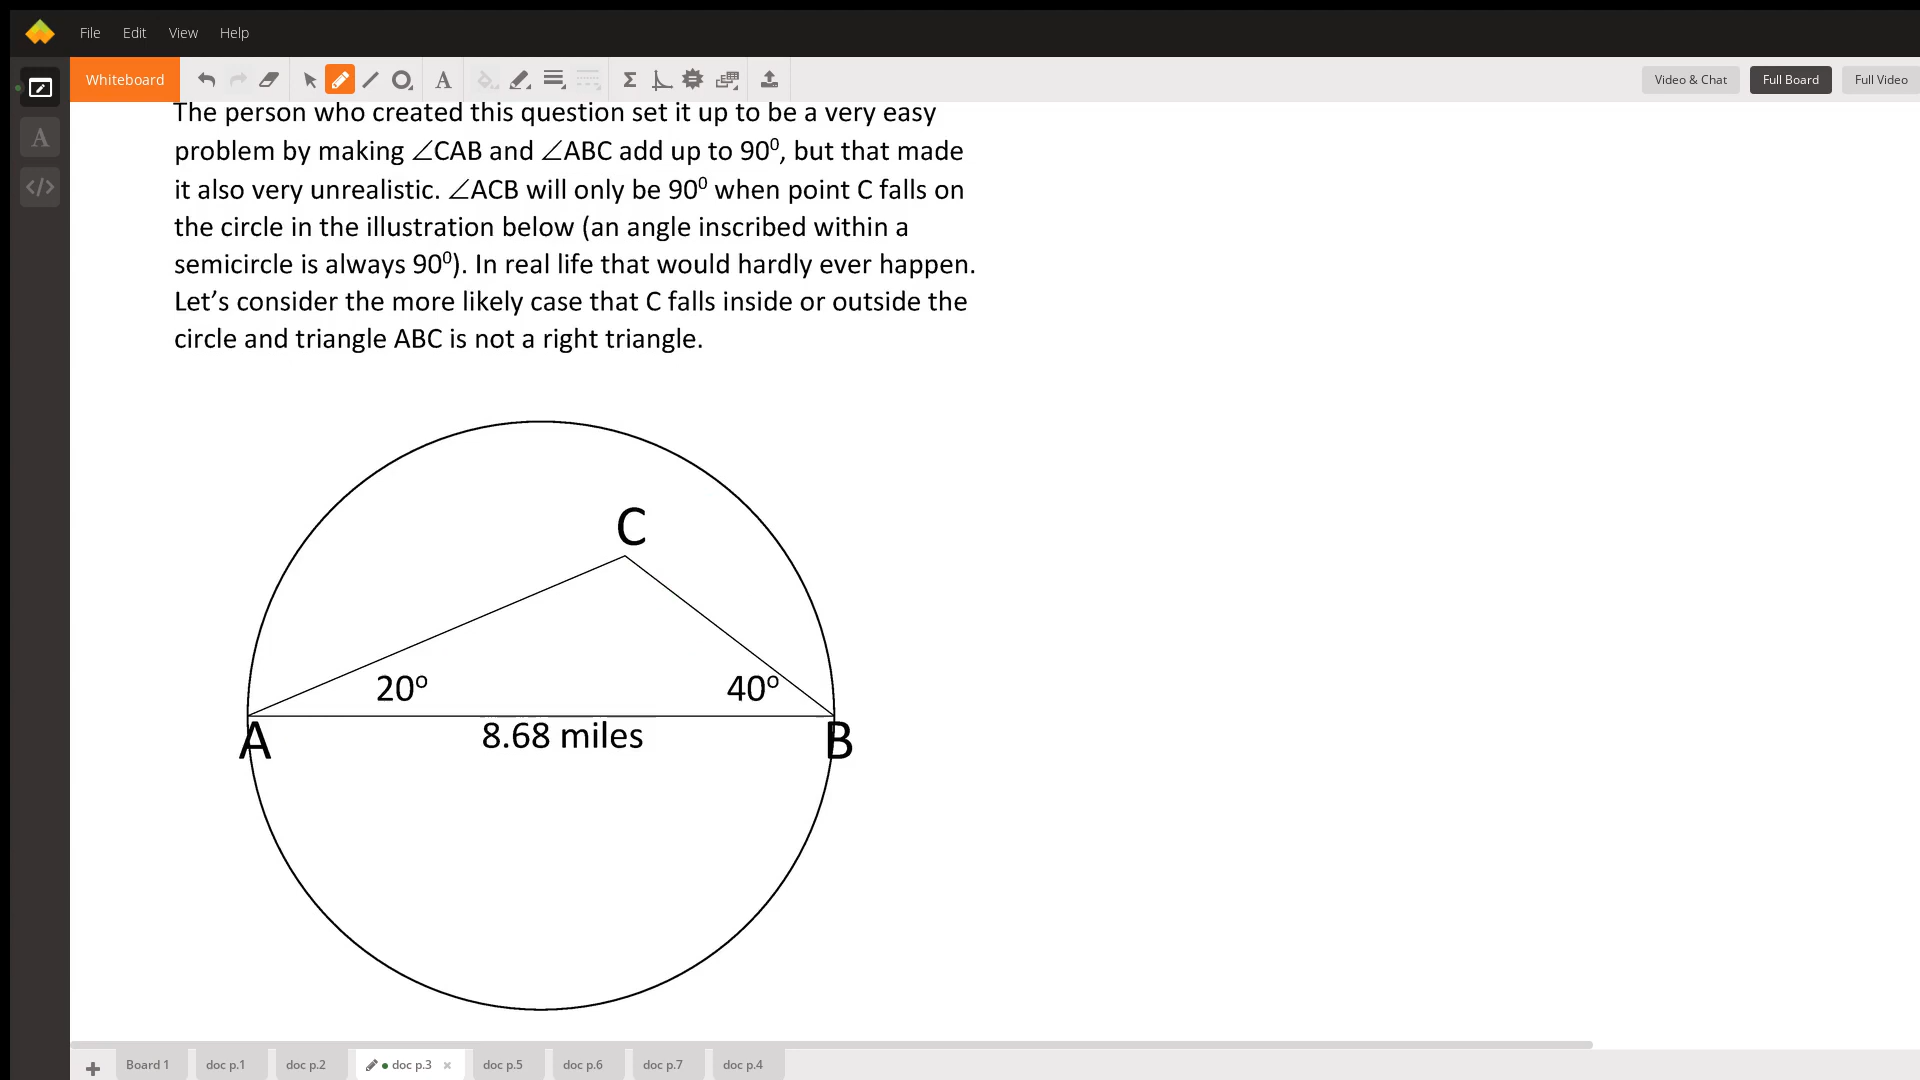 File Edit View Help
Whiteboard
Video & Chat Full Board Full Video
The person who created this question set it up to be a very easy
problem by making ∠CAB and ∠ABC add up to 90⁰, but that made
it also very unrealistic. ∠ACB will only be 90⁰ when point C falls on
the circle in the illustration below (an angle inscribed within a
semicircle is always 90⁰). In real life that would hardly ever happen.
Let’s consider the more likely case that C falls inside or outside the
circle and triangle ABC is not a right triangle.
C
20º 40º
A 8.68 miles B
Board 1 doc p.1 doc p.2 doc p.3 doc p.5 doc p.6 doc p.7 doc p.4